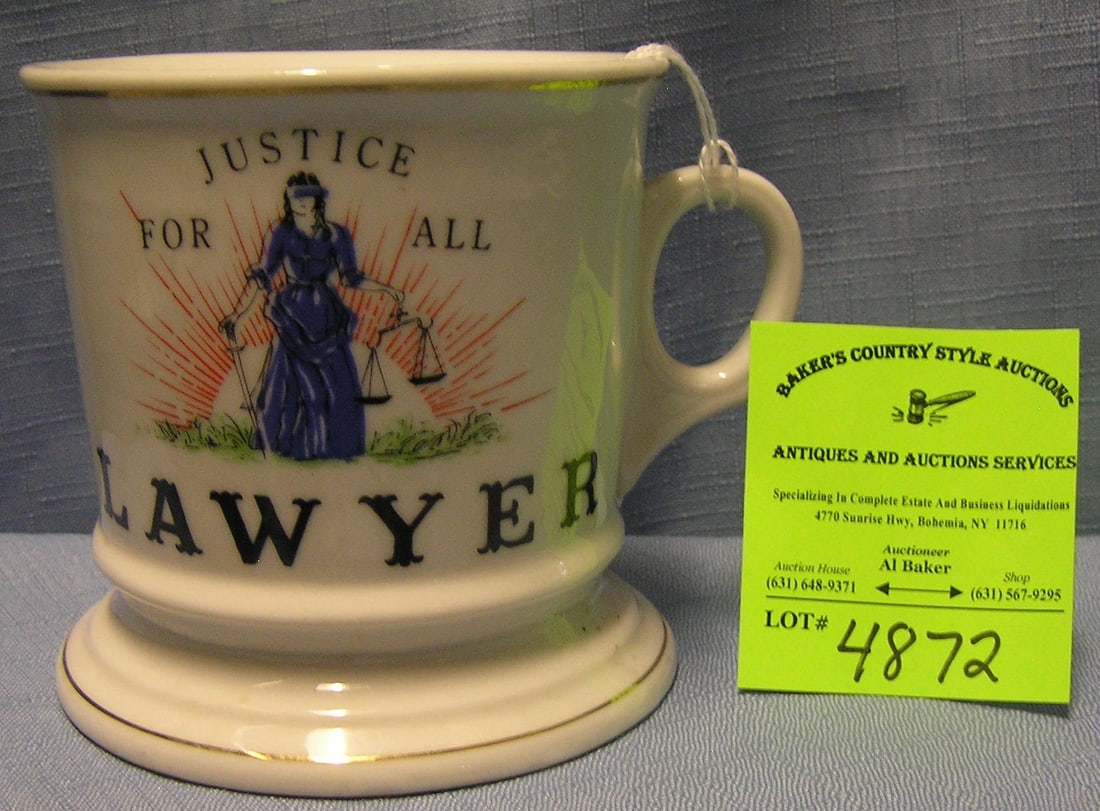 JUSTICE
FOR ALL
LAWYER
BAKER'S COUNTRY STYLE AUCTIONS
ANTIQUES AND AUCTIONS SERVICES
Specializing In Complete Estate And Business Liquidations
4770 Sunrise Hwy, Bohemia, NY 11716
Auctioneer
Auction House Al Baker Shop
(631) 648-9371 (631) 567-9295
LOT# 4872